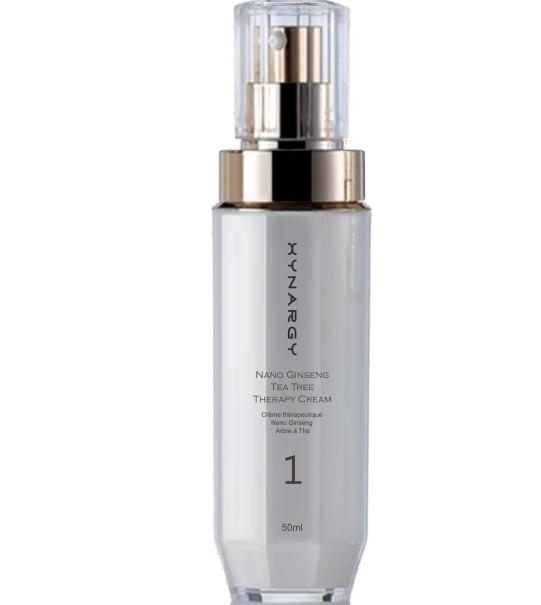 XYNARGY
NANO GINSENG
TEA TREE
THERAPY CREAM
Crème thérapeutique
Nano Ginseng
Arbre à Thé
1
50ml